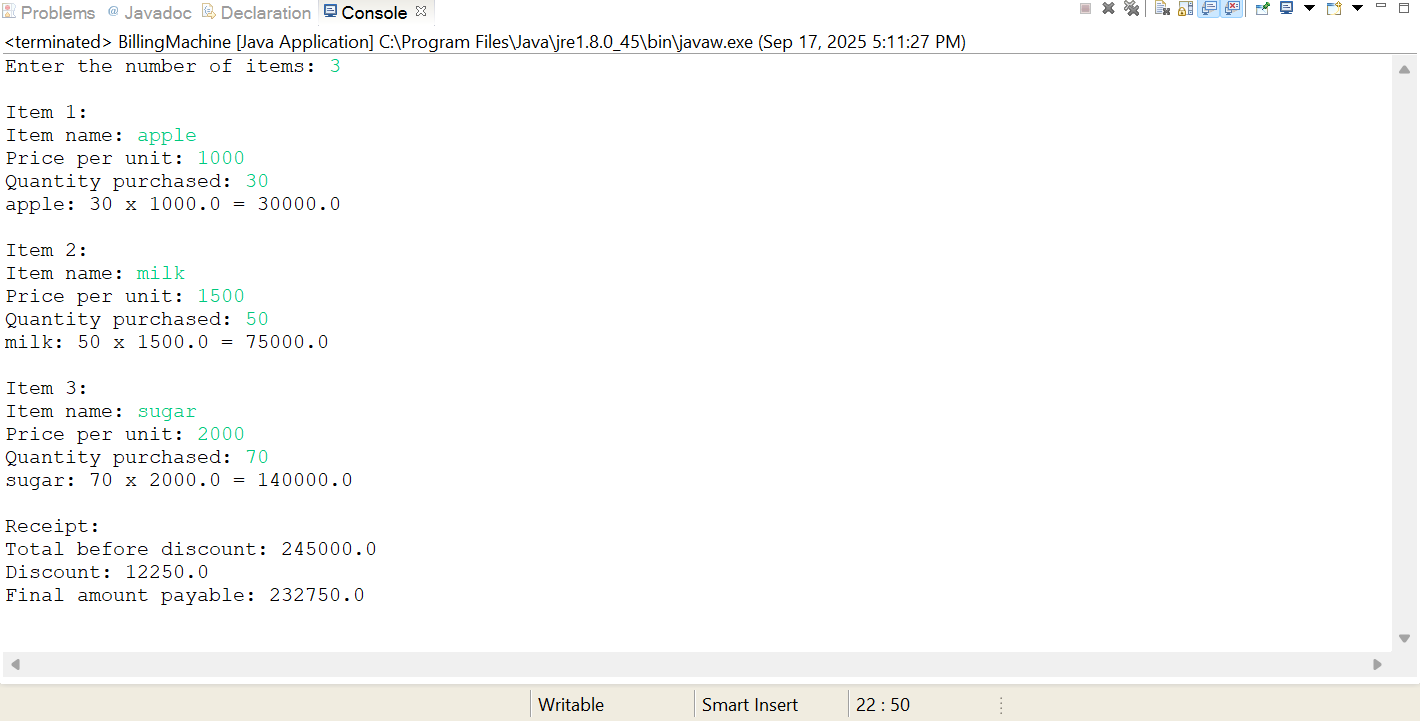 Problems @ Javadoc Declaration Console
<terminated> BillingMachine [Java Application] C:\Program Files\Java\jre1.8.0_45\bin\javaw.exe (Sep 17, 2025 5:11:27 PM)
Enter the number of items: 3
Item 1:
Item name: apple
Price per unit: 1000
Quantity purchased: 30
apple: 30 x 1000.0 = 30000.0
Item 2:
Item name: milk
Price per unit: 1500
Quantity purchased: 50
milk: 50 x 1500.0 = 75000.0
Item 3:
Item name: sugar
Price per unit: 2000
Quantity purchased: 70
sugar: 70 x 2000.0 = 140000.0
Receipt:
Total before discount: 245000.0
Discount: 12250.0
Final amount payable: 232750.0
Writable Smart Insert 22 : 50